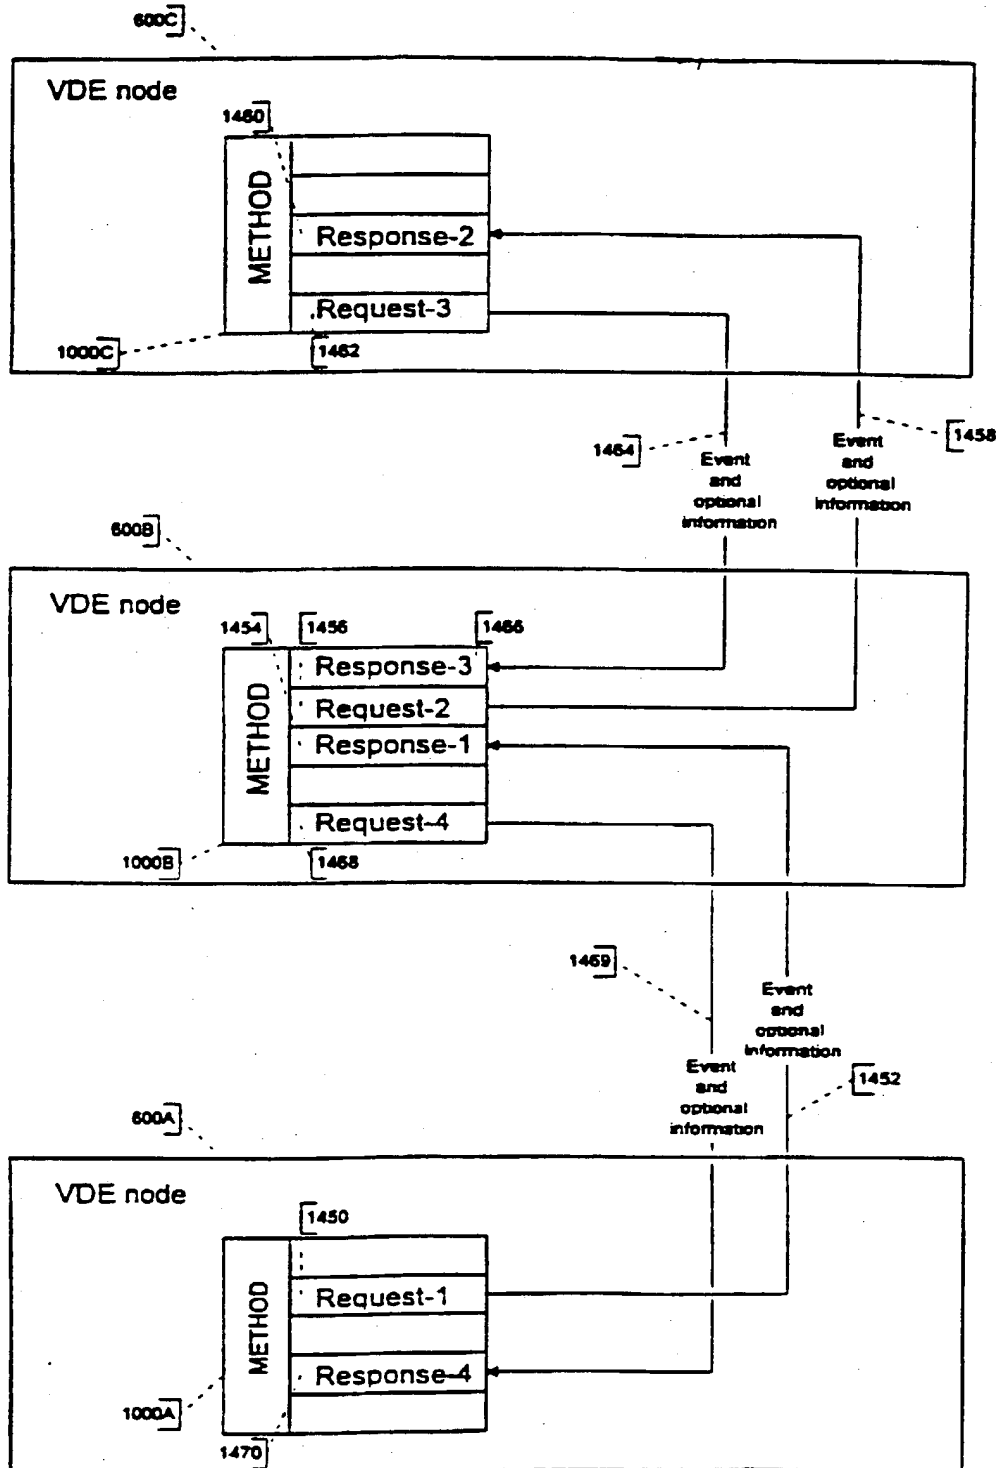 600C
VDE node
1460
METHOD
Response-2
Request-3
1000C
1462
1464
1458
Event
and
optional
information
Event
and
optional
information
600B
VDE node
1454
1456
1466
METHOD
Response-3
Request-2
Response-1
Request-4
1000B
1468
1469
Event
and
optional
information
Event
and
optional
information
1452
600A
VDE node
1450
METHOD
Request-1
Response-4
1000A
1470